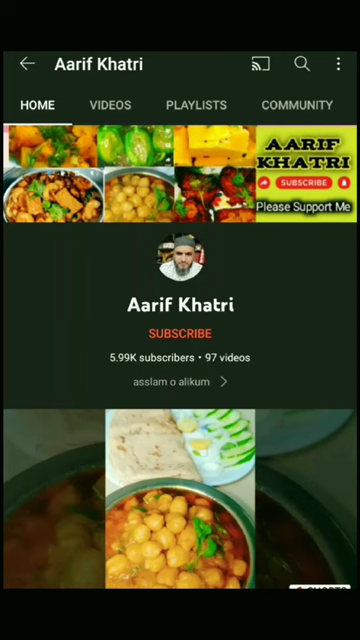 Aarif Khatri
HOME VIDEOS PLAYLISTS COMMUNITY
AARIF
KHATRI
SUBSCRIBE
Please Support Me
Aarif Khatri
SUBSCRIBE
5.99K subscribers • 97 videos
asslam o alikum